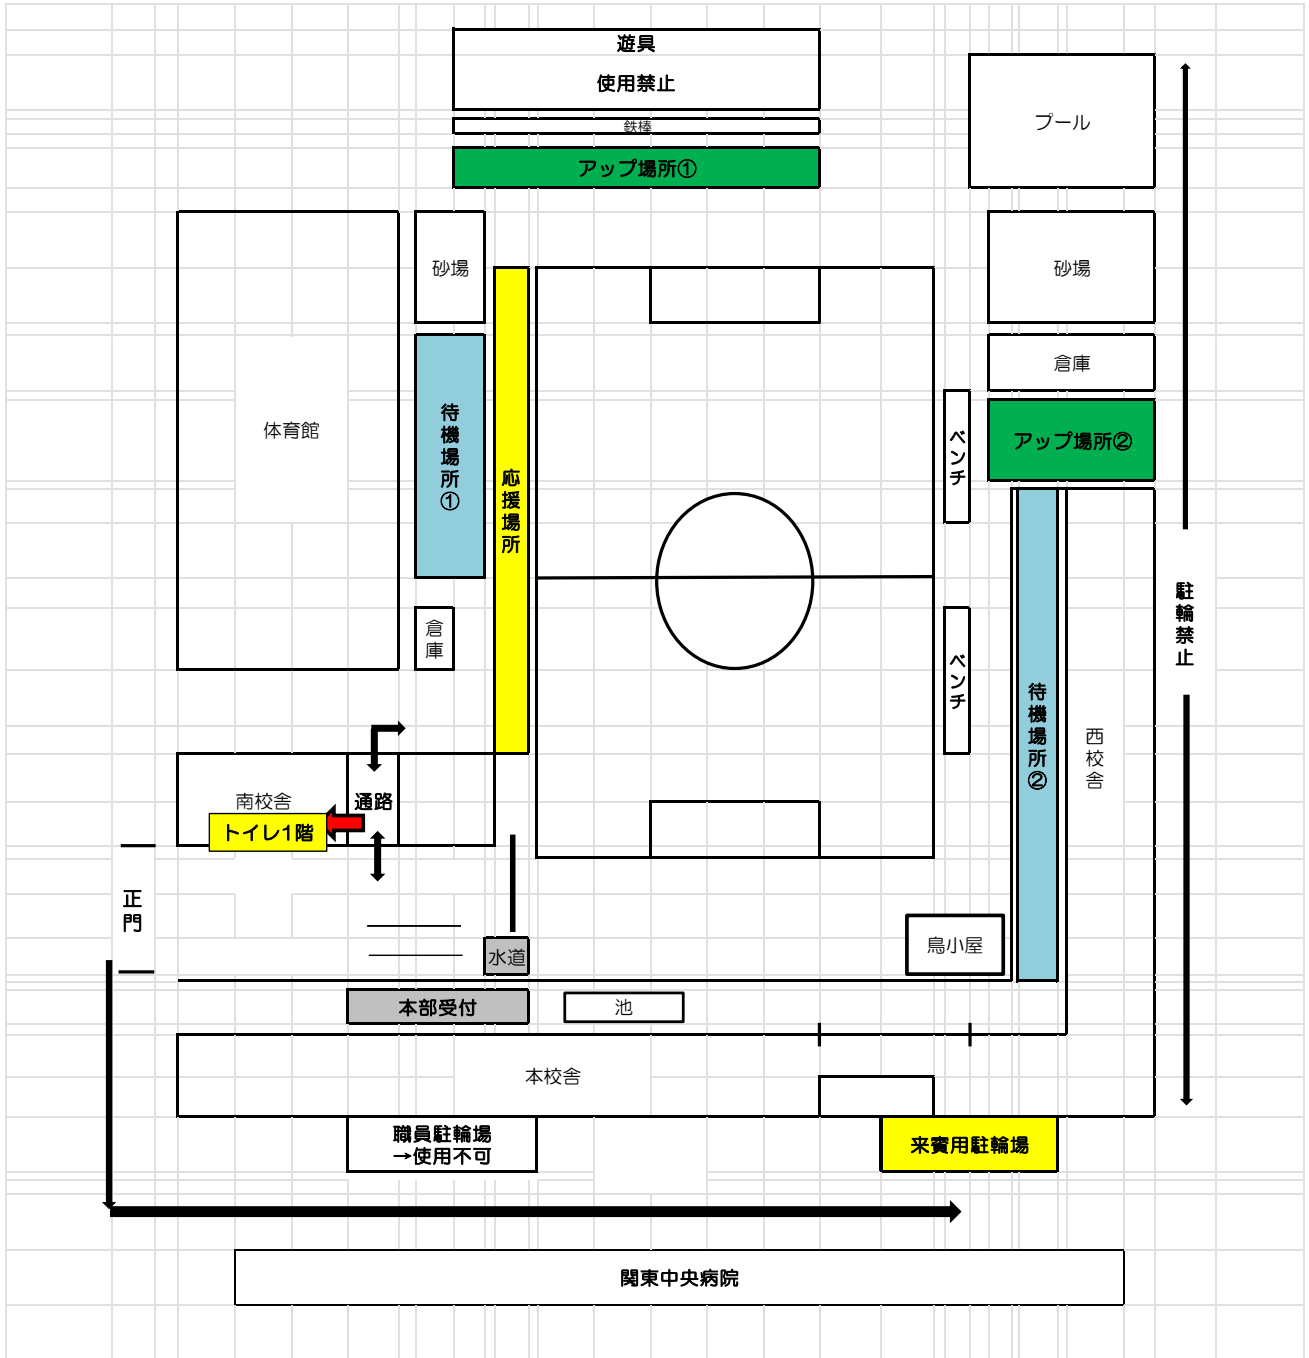 遊具
使用禁止
鉄棒
アップ場所①
プール
砂場
砂場
倉庫
体育館
待機場所①
応援場所
ベンチ
アップ場所②
倉庫
ベンチ
待機場所②
西校舎
駐輪禁止
南校舎
通路
トイレ1階
正門
水道
鳥小屋
本部受付
池
本校舎
職員駐輪場
→使用不可
来賓用駐輪場
関東中央病院